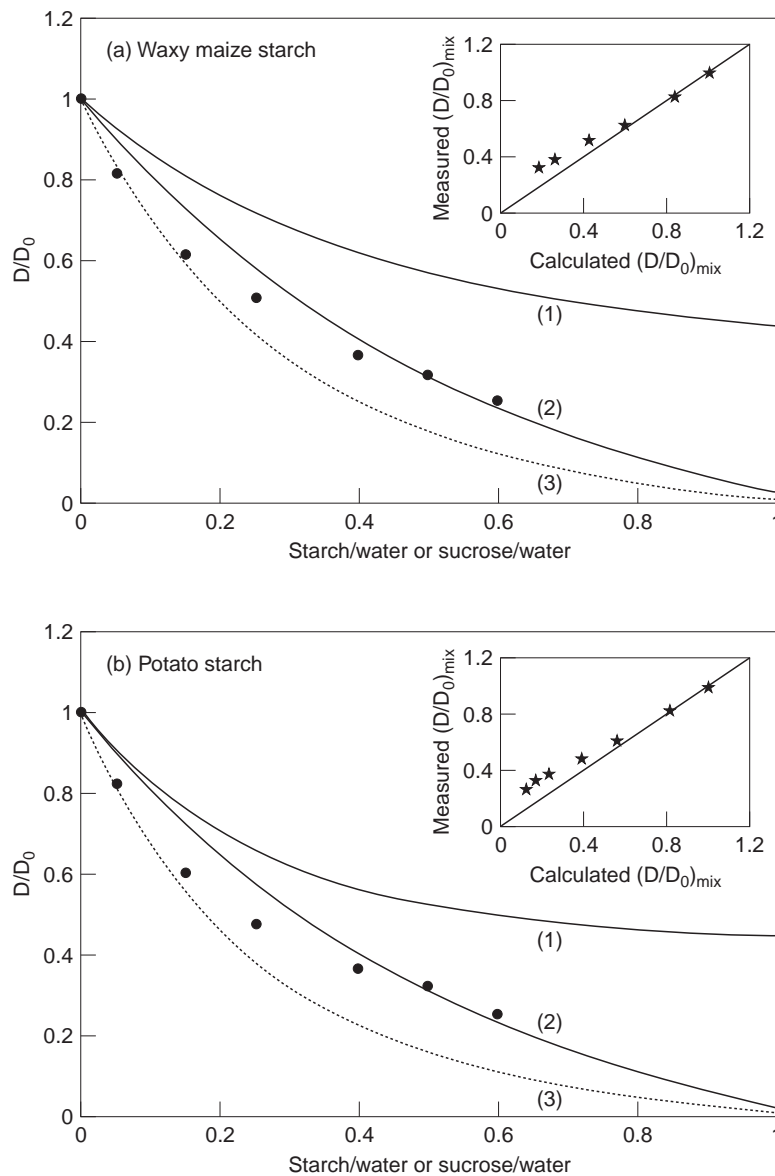 (a) Waxy maize starch
D/D0
1.2
1
0.8
0.6
0.4
0.2
0
0 0.2 0.4 0.6 0.8 1
Starch/water or sucrose/water
(1)
(2)
(3)
Measured (D/D0)mix
1.2
0.8
0.4
0
0 0.4 0.8 1.2
Calculated (D/D0)mix
(b) Potato starch
D/D0
1.2
1
0.8
0.6
0.4
0.2
0
0 0.2 0.4 0.6 0.8 1
Starch/water or sucrose/water
(1)
(2)
(3)
Measured (D/D0)mix
1.2
0.8
0.4
0
0 0.4 0.8 1.2
Calculated (D/D0)mix